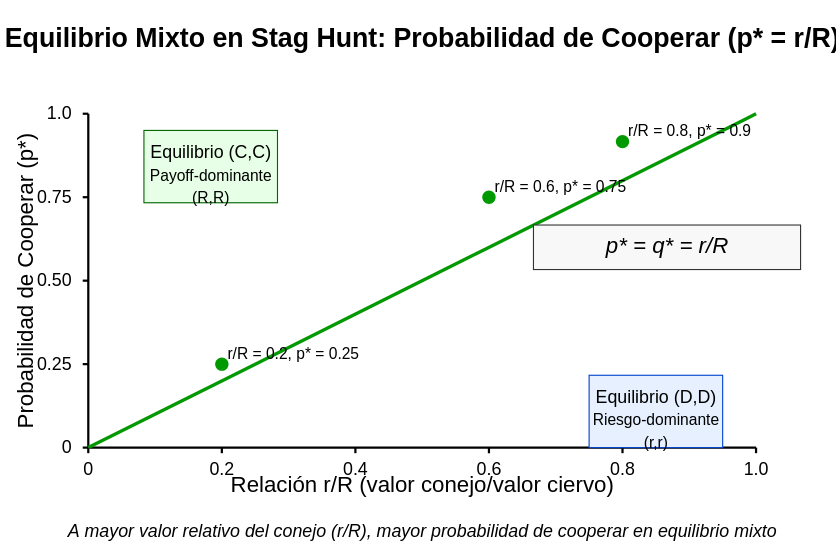 Equilibrio Mixto en Stag Hunt: Probabilidad de Cooperar (p* = r/R)
Probabilidad de Cooperar (p*)
1.0
0.75
0.50
0.25
0
Equilibrio (C,C)
Payoff-dominante
(R,R)
r/R = 0.8, p* = 0.9
r/R = 0.6, p* = 0.75
p* = q* = r/R
r/R = 0.2, p* = 0.25
Equilibrio (D,D)
Riesgo-dominante
(r,r)
0 0.2 0.4 0.6 0.8 1.0
Relación r/R (valor conejo/valor ciervo)
A mayor valor relativo del conejo (r/R), mayor probabilidad de cooperar en equilibrio mixto